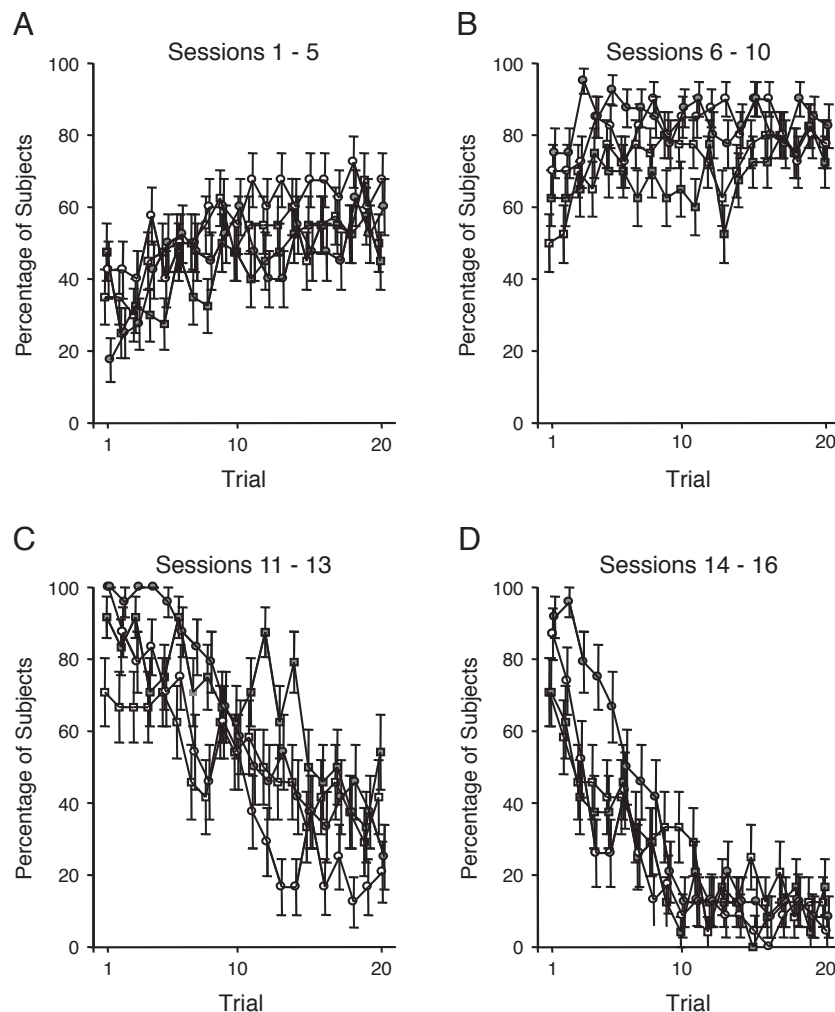 A
Sessions 1 - 5
100
80
60
40
20
0
Percentage of Subjects
1
10
20
Trial
B
Sessions 6 - 10
100
80
60
40
20
0
Percentage of Subjects
1
10
20
Trial
C
Sessions 11 - 13
100
80
60
40
20
0
Percentage of Subjects
1
10
20
Trial
D
Sessions 14 - 16
100
80
60
40
20
0
Percentage of Subjects
1
10
20
Trial